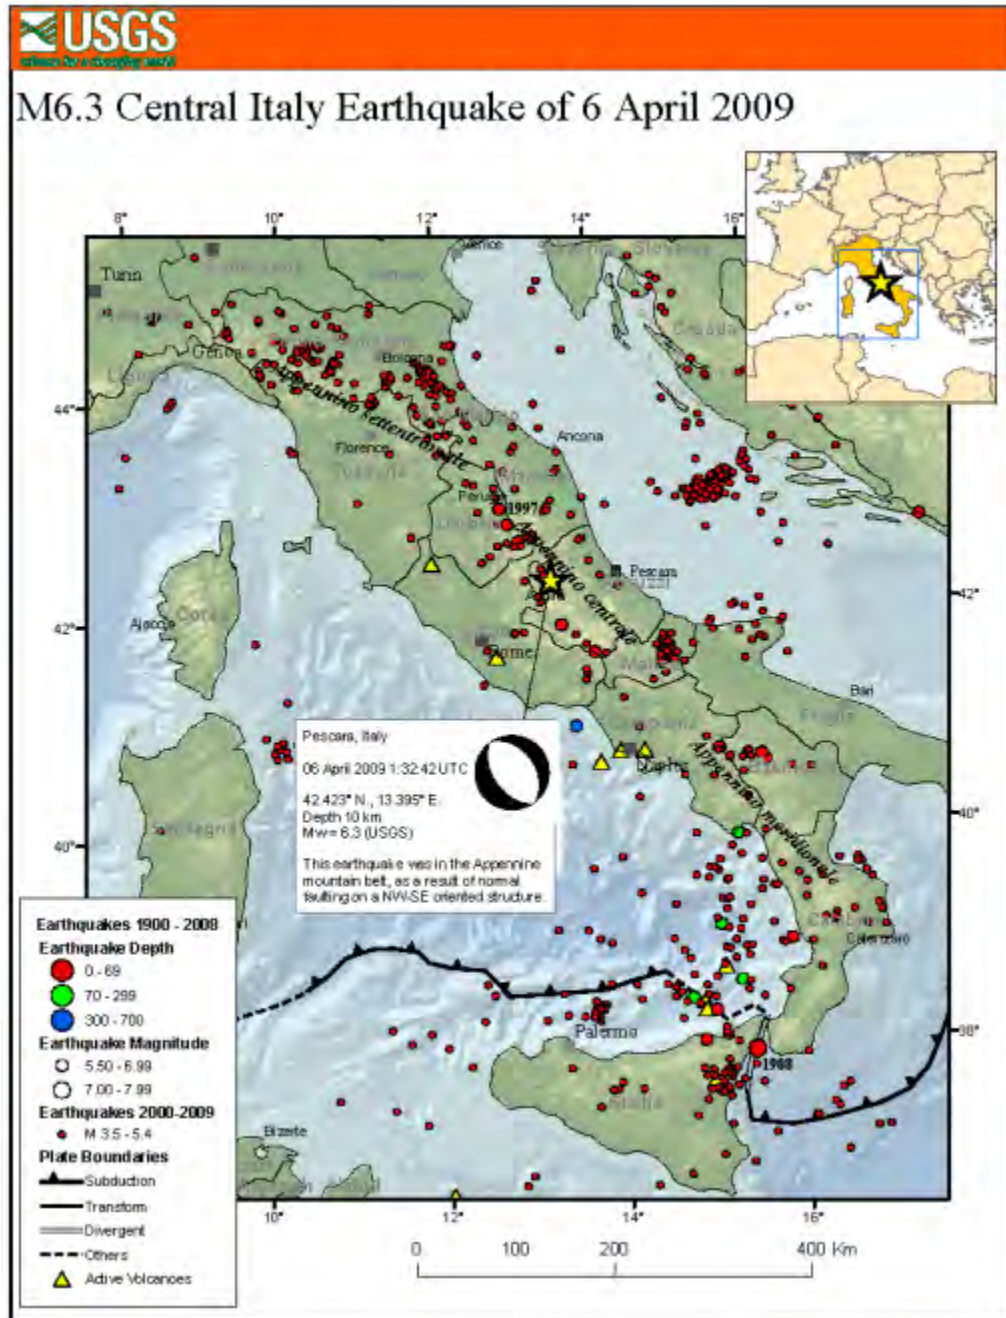 USGS
science for a changing world
M6.3 Central Italy Earthquake of 6 April 2009
8°
10°
12°
14°
16°
Venice
Turin
Genoa
Bologna
Appennino settentrionale
44°
Florence
Ancona
Perugia
1997
Appennino centrale
Pescara
42°
42°
Ajaccio
Rome
Bari
Naples
Appennino meridionale
Pescara, Italy
06 April 2009 1:32:42 UTC
42.423° N., 13.395° E.
Depth 10 km
Mw = 6.3 (USGS)
This earthquake was in the Appennine
mountain belt, as a result of normal
faulting on a NW-SE oriented structure.
40°
40°
Catanzaro
Palermo
38°
1908
Sicilia
Bizerte
Earthquakes 1900 - 2008
Earthquake Depth
0 - 69
70 - 299
300 - 700
Earthquake Magnitude
5.50 - 6.99
7.00 - 7.99
Earthquakes 2000-2009
M 3.5 - 5.4
Plate Boundaries
Subduction
Transform
Divergent
Others
Active Volcanoes
10°
12°
14°
16°
0 100 200 400 Km